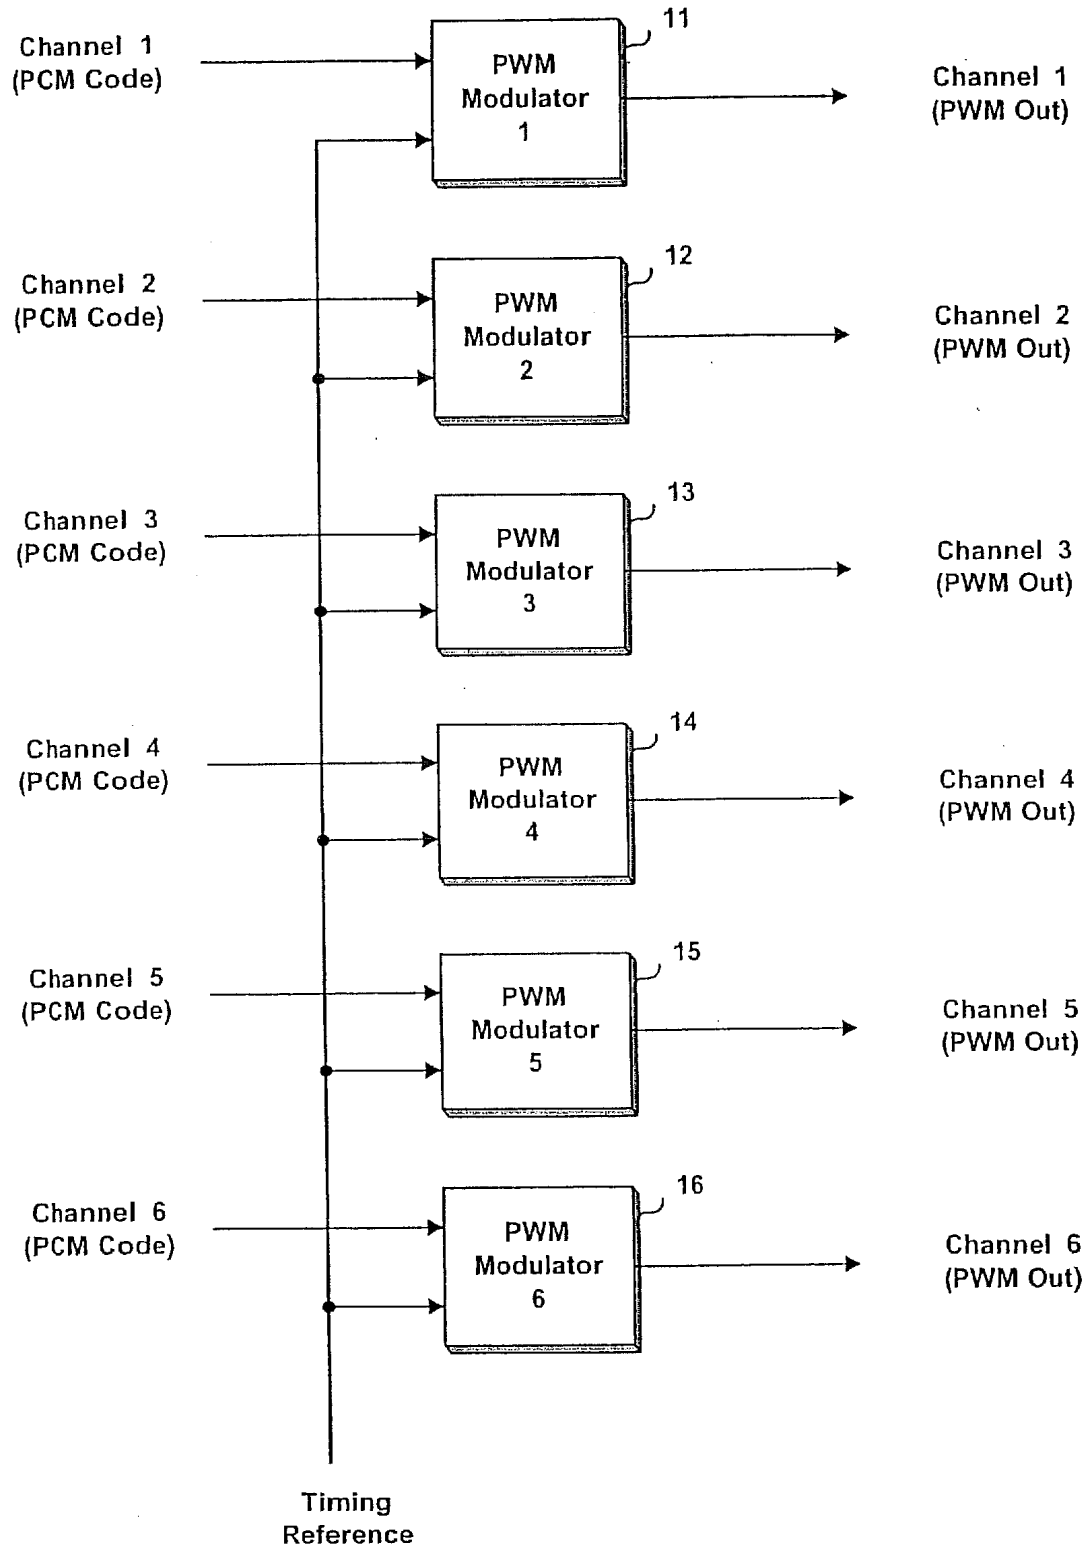 11
Channel 1
(PCM Code)
PWM
Modulator
1
Channel 1
(PWM Out)
12
Channel 2
(PCM Code)
PWM
Modulator
2
Channel 2
(PWM Out)
13
Channel 3
(PCM Code)
PWM
Modulator
3
Channel 3
(PWM Out)
14
Channel 4
(PCM Code)
PWM
Modulator
4
Channel 4
(PWM Out)
15
Channel 5
(PCM Code)
PWM
Modulator
5
Channel 5
(PWM Out)
16
Channel 6
(PCM Code)
PWM
Modulator
6
Channel 6
(PWM Out)
Timing
Reference